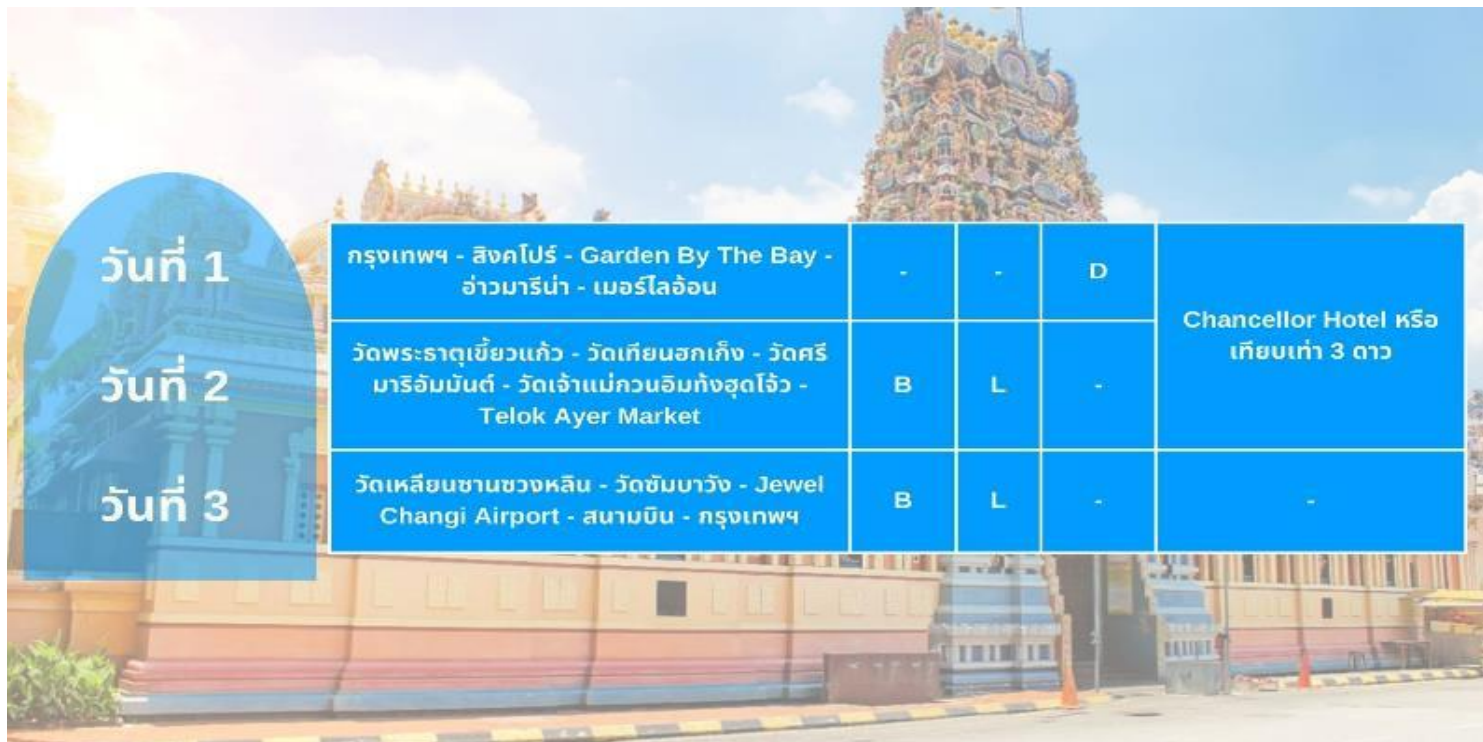 วันที่ 1
กรุงเทพฯ - สิงคโปร์ - Garden By The Bay -
อ่าวมารีน่า - เมอร์ไลอ้อน
-
-
D
Chancellor Hotel หรือ
เทียบเท่า 3 ดาว
วันที่ 2
วัดพระธาตุเขี้ยวแก้ว - วัดเทียนฮกเก็ง - วัดศรี
มาริอัมมันต์ - วัดเจ้าแม่กวนอิมทังฮุดโจ้ว -
Telok Ayer Market
B
L
-
วันที่ 3
วัดเหลียนซานซวงหลิน - วัดซัมบาวัง - Jewel
Changi Airport - สนามบิน - กรุงเทพฯ
B
L
-
-